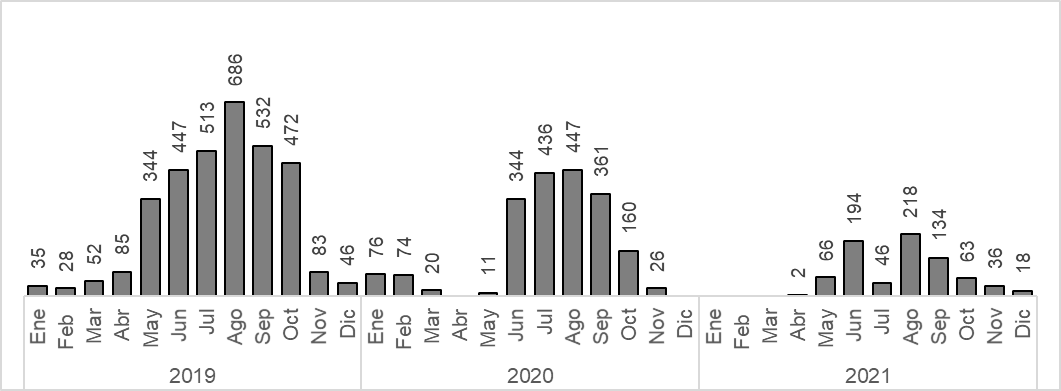 35 28 52 85 344 447 513 686 532 472 83 46 76 74 20 11 344 436 447 361 160 26 2 66 194 46 218 134 63 36 18
Ene Feb Mar Abr May Jun Jul Ago Sep Oct Nov Dic Ene Feb Mar Abr May Jun Jul Ago Sep Oct Nov Dic Ene Feb Mar Abr May Jun Jul Ago Sep Oct Nov Dic
2019 2020 2021